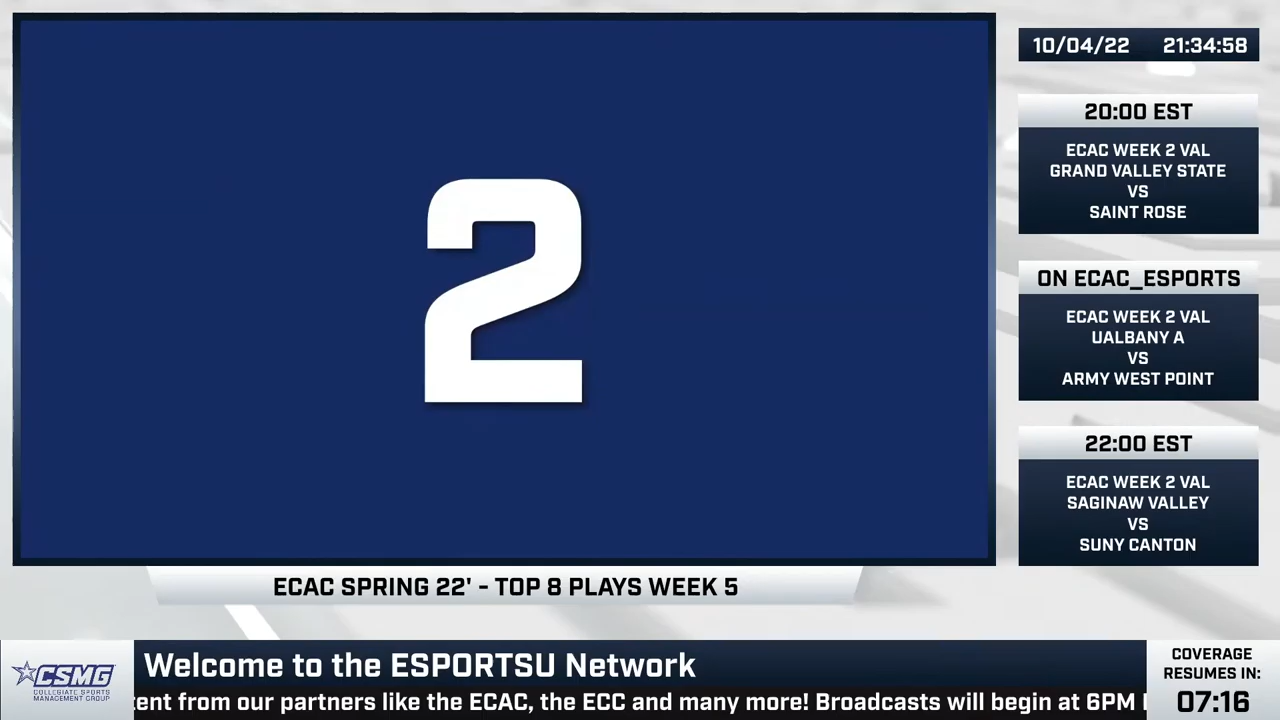 2
10/04/22 21:34:58
20:00 EST
ECAC WEEK 2 VAL
GRAND VALLEY STATE
VS
SAINT ROSE
ON ECAC_ESPORTS
ECAC WEEK 2 VAL
UALBANY A
VS
ARMY WEST POINT
22:00 EST
ECAC WEEK 2 VAL
SAGINAW VALLEY
VS
SUNY CANTON
ECAC SPRING 22' - TOP 8 PLAYS WEEK 5
CSMG
COLLEGIATE SPORTS
MANAGEMENT GROUP
Welcome to the ESPORTSU Network
tent from our partners like the ECAC, the ECC and many more! Broadcasts will begin at 6PM
COVERAGE
RESUMES IN:
07:16